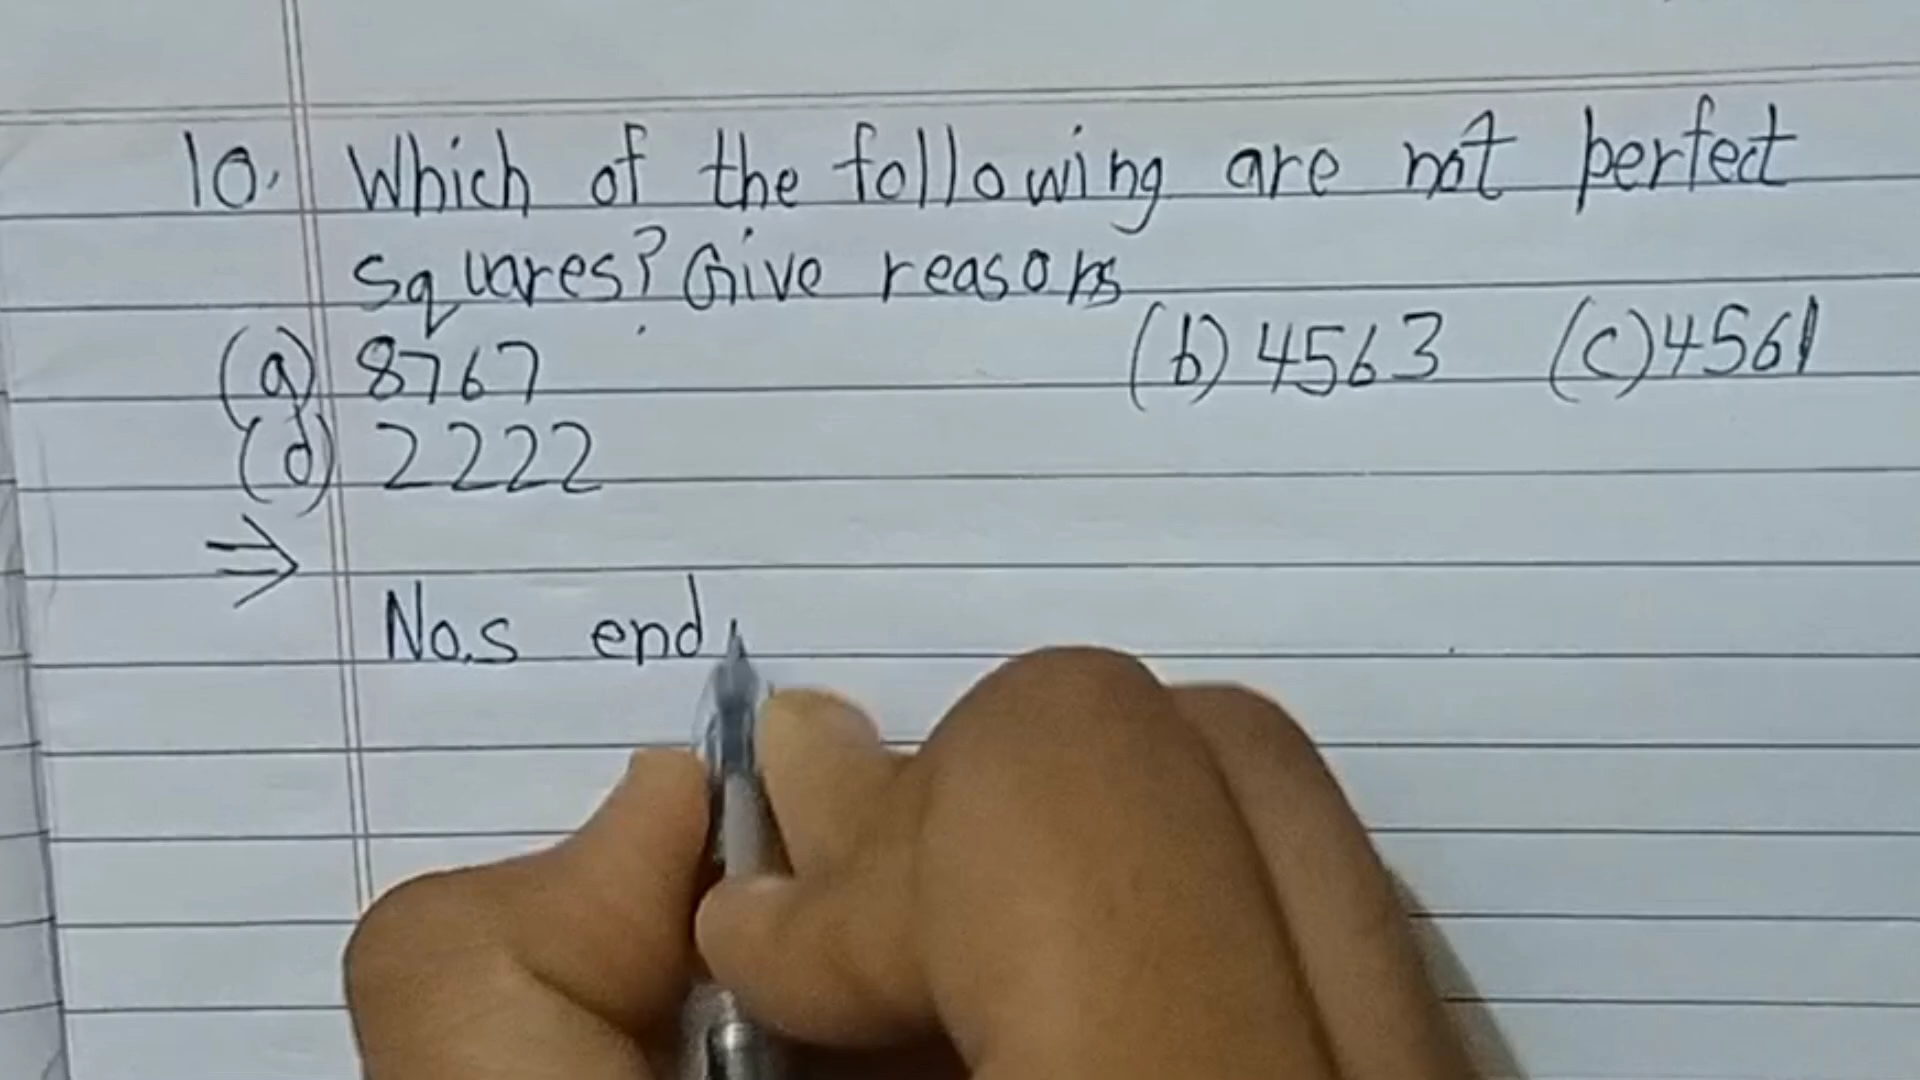 10. Which of the following are not perfect
squares? Give reasons
(a) 8767 (b) 4563 (c) 4561
(d) 2222
⇒
No.s end